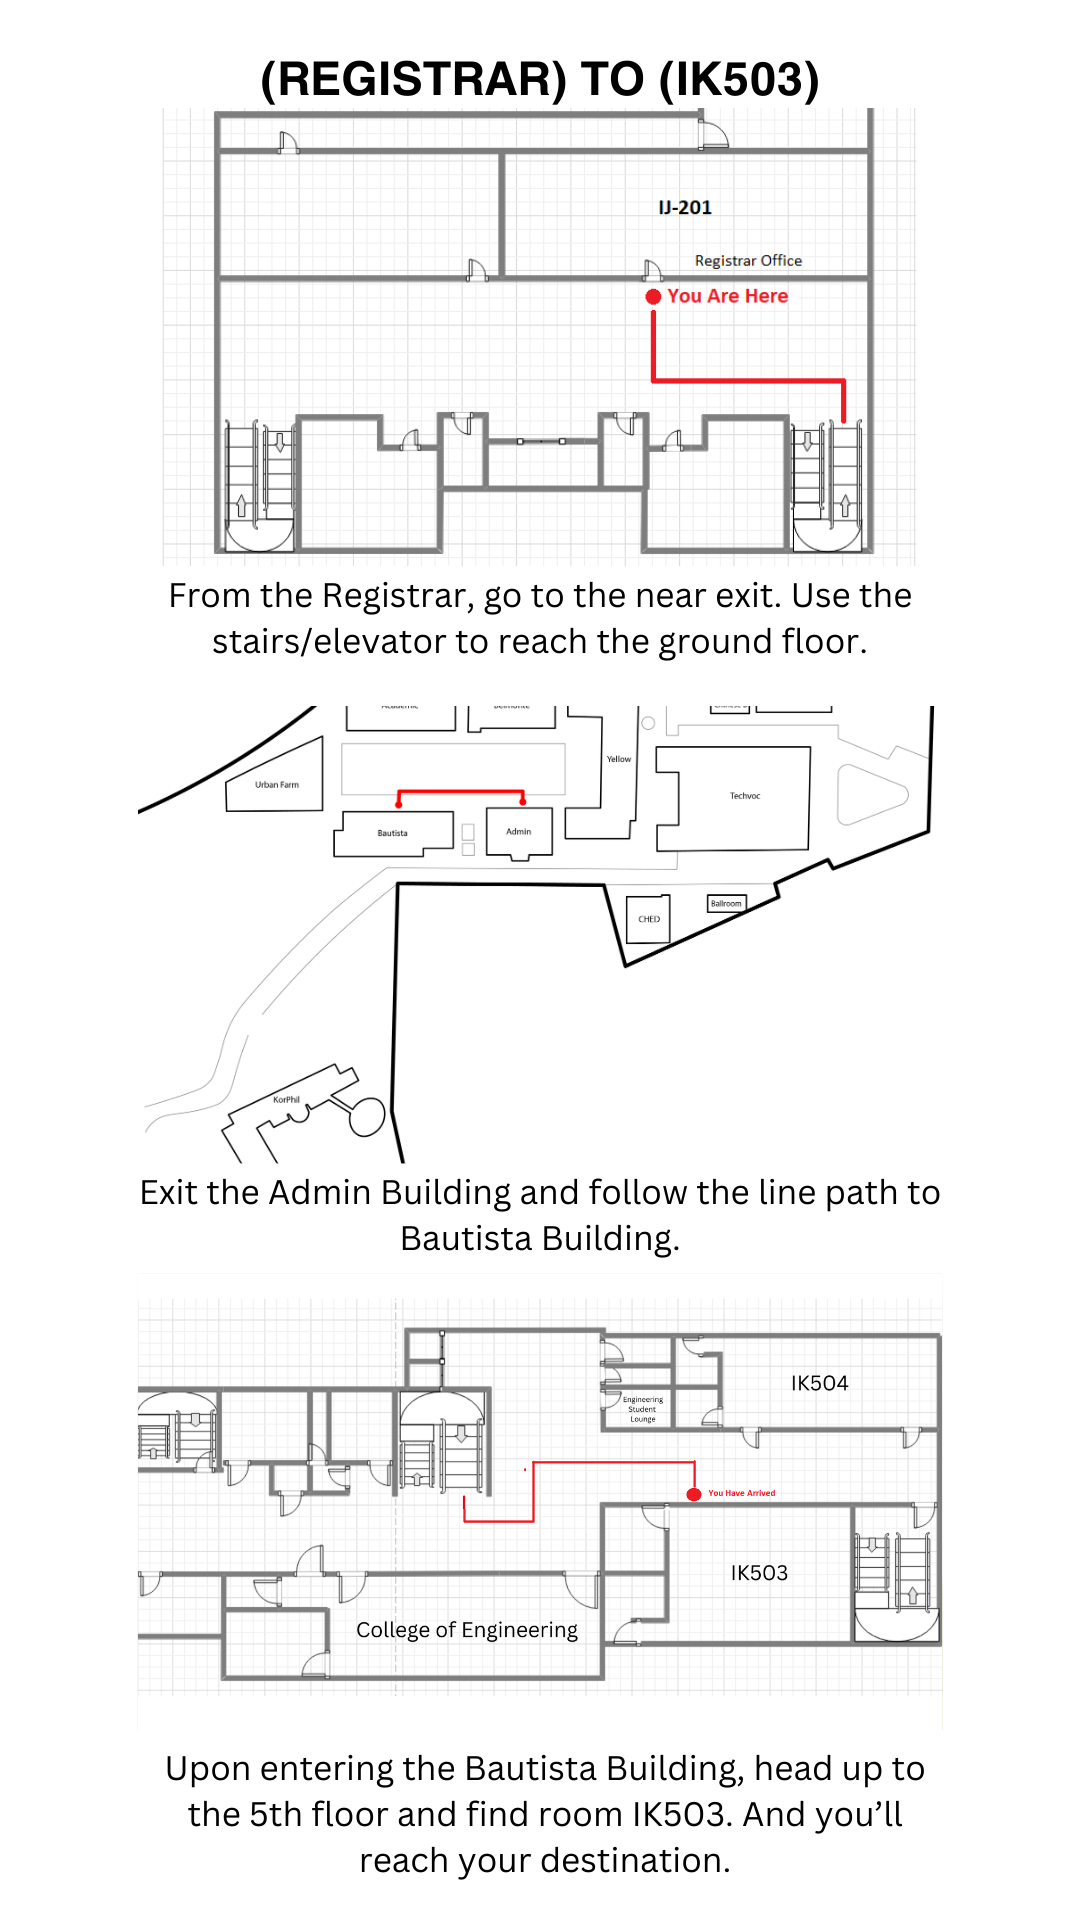 (REGISTRAR) TO (IK503)
IJ-201
Registrar Office
You Are Here
From the Registrar, go to the near exit. Use the
stairs/elevator to reach the ground floor.
Academic
Belmonte
Yellow
Urban Farm
Techvoc
Bautista
Admin
CHED
Ballroom
KorPhil
Exit the Admin Building and follow the line path to
Bautista Building.
IK504
Engineering
Student
Lounge
You Have Arrived
IK503
College of Engineering
Upon entering the Bautista Building, head up to
the 5th floor and find room IK503. And you’ll
reach your destination.